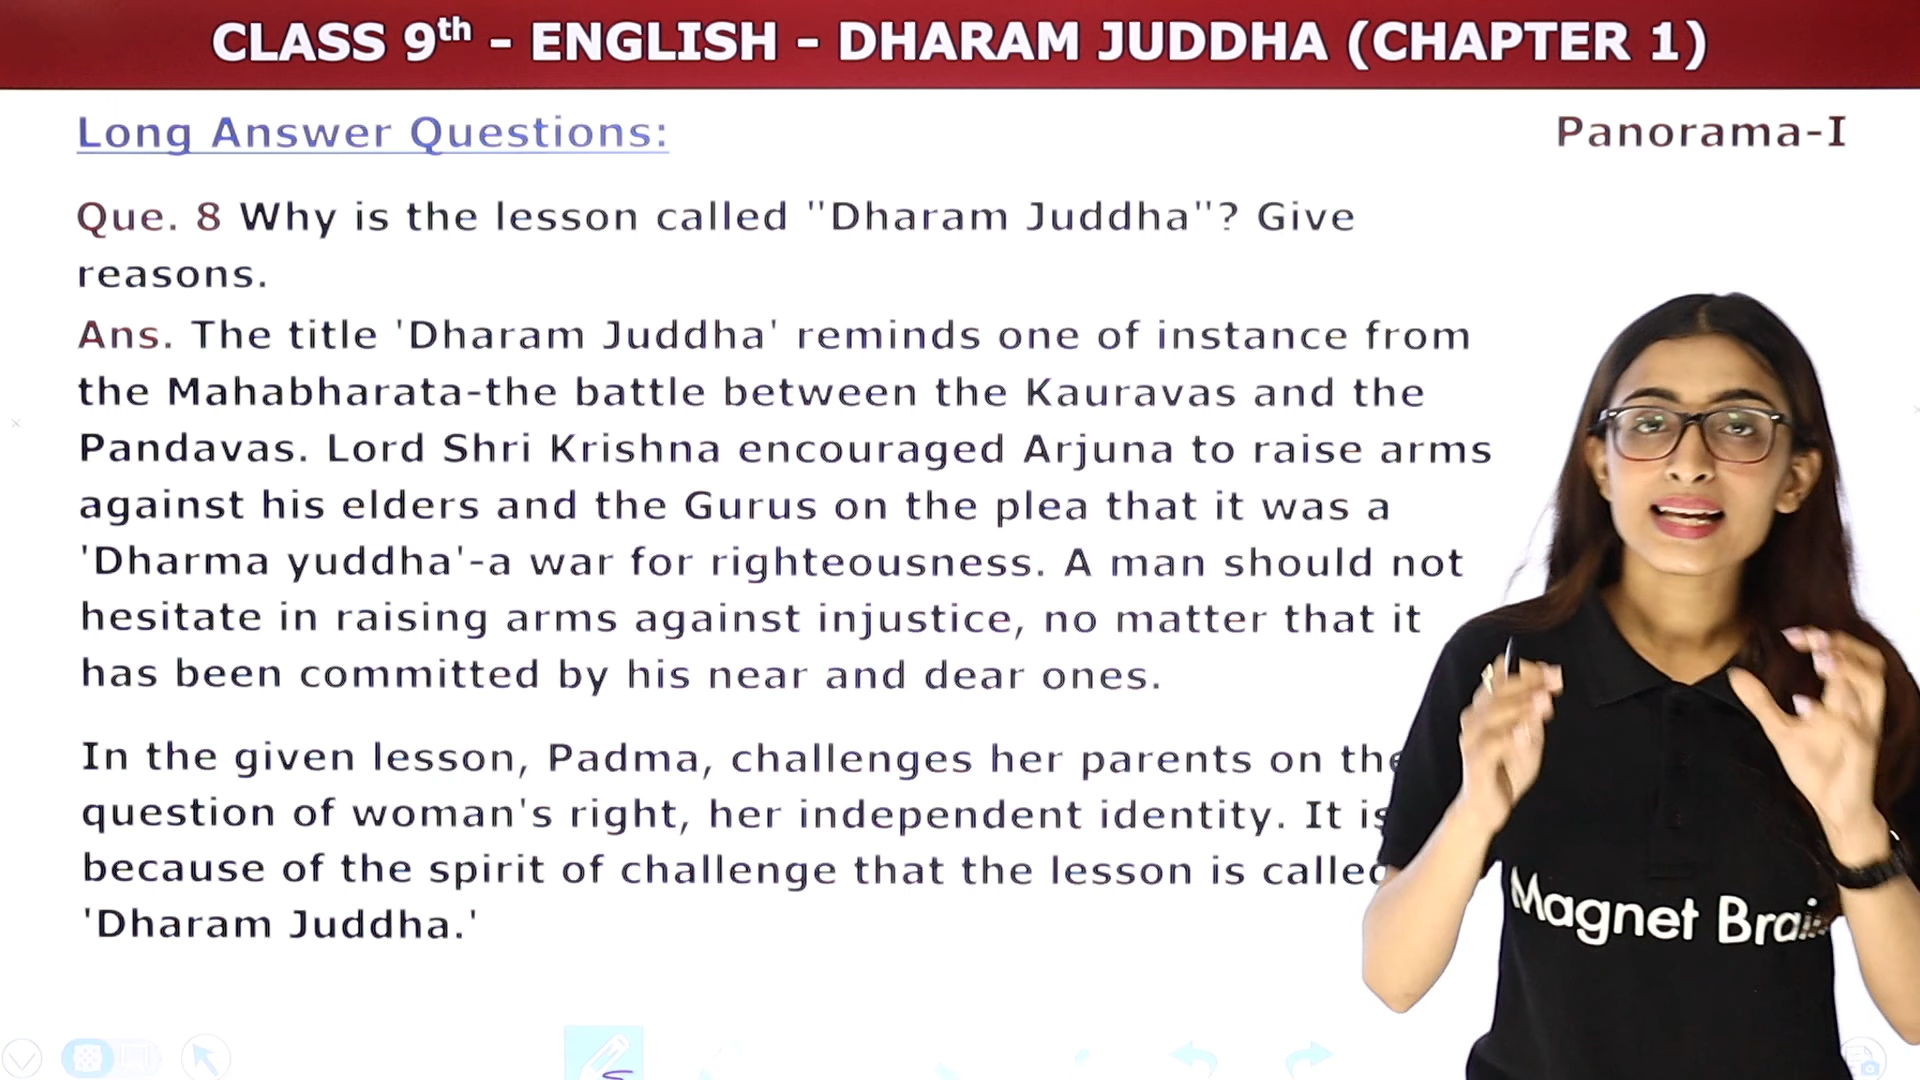 CLASS 9th - ENGLISH - DHARAM JUDDHA (CHAPTER 1)
Long Answer Questions:
Panorama-I
Que. 8 Why is the lesson called "Dharam Juddha"? Give
reasons.
Ans. The title 'Dharam Juddha' reminds one of instance from
the Mahabharata-the battle between the Kauravas and the
Pandavas. Lord Shri Krishna encouraged Arjuna to raise arms
against his elders and the Gurus on the plea that it was a
'Dharma yuddha'-a war for righteousness. A man should not
hesitate in raising arms against injustice, no matter that it
has been committed by his near and dear ones.
In the given lesson, Padma, challenges her parents on the
question of woman's right, her independent identity. It is
because of the spirit of challenge that the lesson is called
'Dharam Juddha.'
Magnet Brai